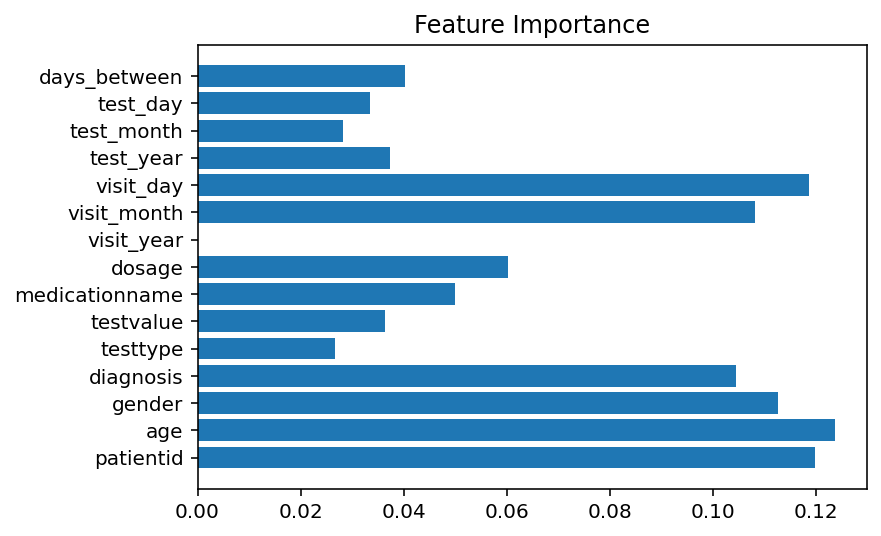 Feature Importance
days_between
test_day
test_month
test_year
visit_day
visit_month
visit_year
dosage
medicationname
testvalue
testtype
diagnosis
gender
age
patientid
0.00 0.02 0.04 0.06 0.08 0.10 0.12